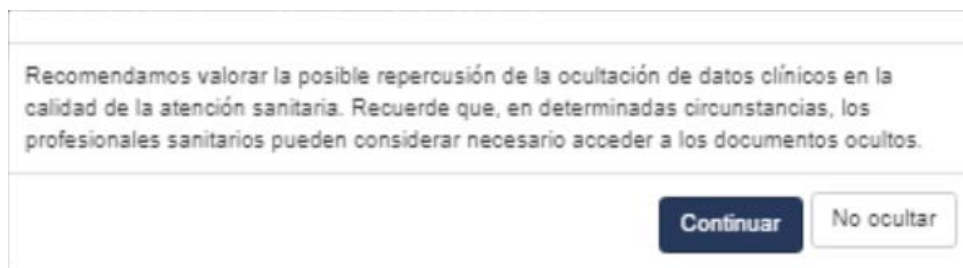 Recomendamos valorar la posible repercusión de la ocultación de datos clínicos en la
calidad de la atención sanitaria. Recuerde que, en determinadas circunstancias, los
profesionales sanitarios pueden considerar necesario acceder a los documentos ocultos.
Continuar
No ocultar